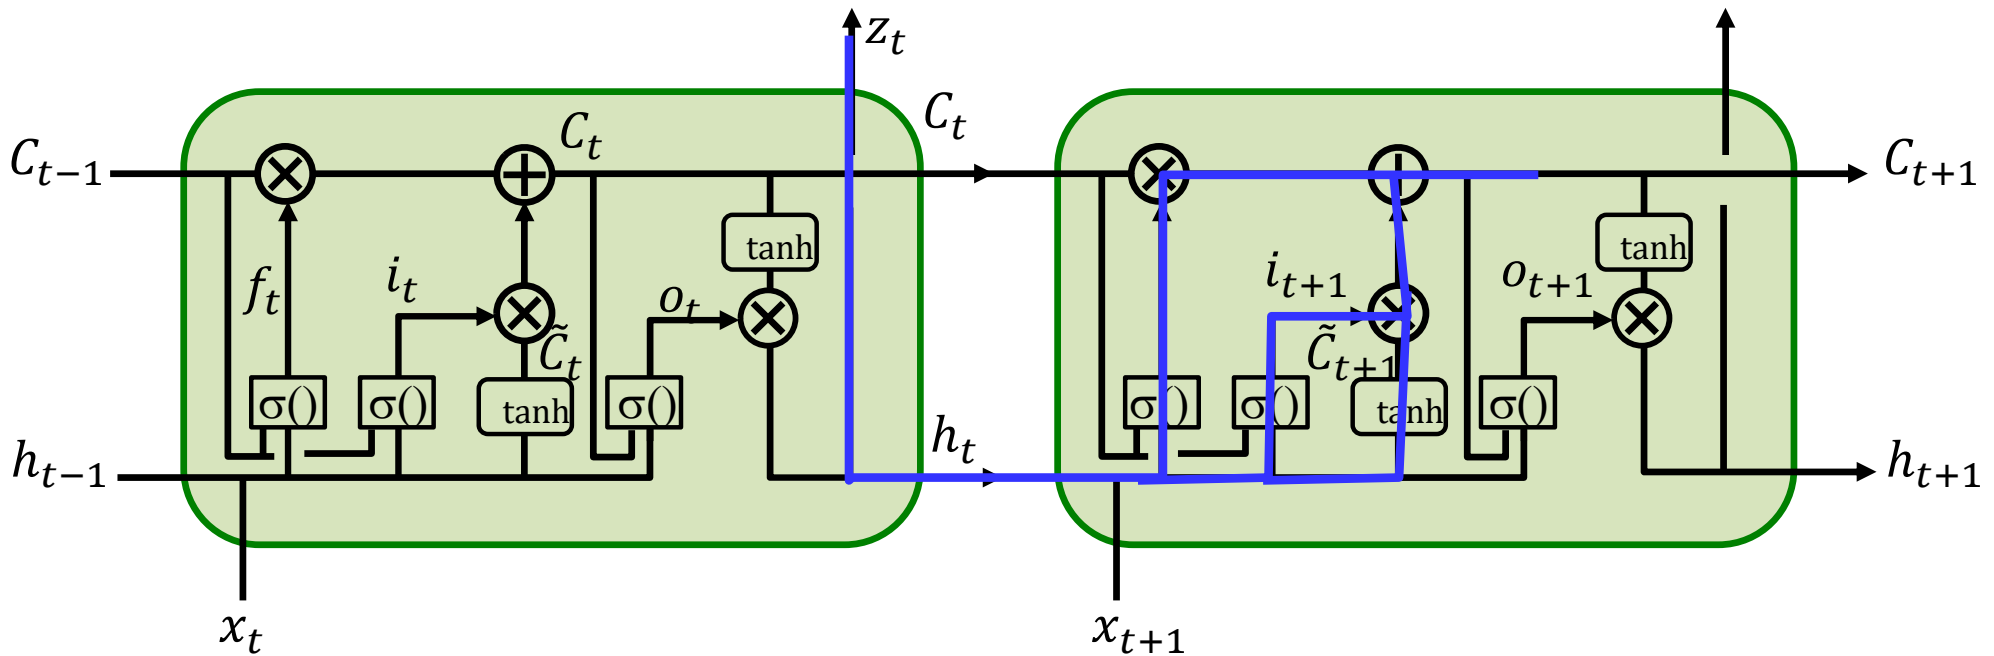 z_t
C_t
C_t
C_{t−1}
C_{t+1}
tanh
tanh
f_t
i_t
o_t
i_{t+1}
o_{t+1}
C̃_t
C̃_{t+1}
σ()
σ()
tanh
σ()
σ()
σ()
tanh
σ()
h_{t−1}
h_t
h_{t+1}
x_t
x_{t+1}